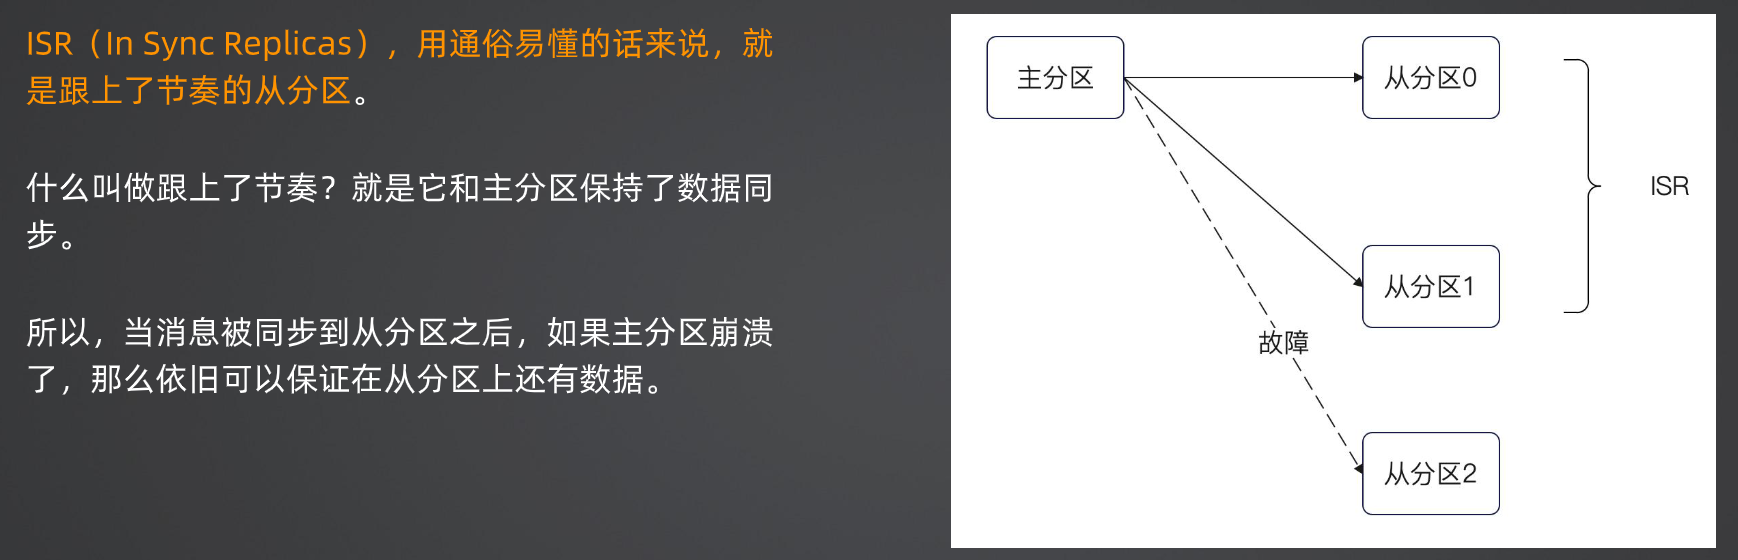 ISR（In Sync Replicas），用通俗易懂的话来说，就
是跟上了节奏的从分区。
什么叫做跟上了节奏？就是它和主分区保持了数据同
步。
所以，当消息被同步到从分区之后，如果主分区崩溃
了，那么依旧可以保证在从分区上还有数据。
主分区
从分区0
ISR
从分区1
故障
从分区2